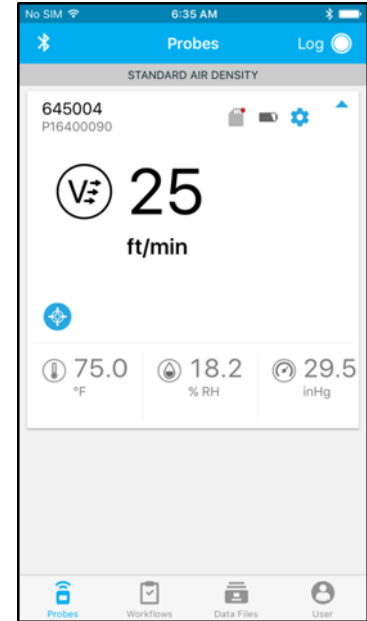 No SIM 6:35 AM
Probes Log
STANDARD AIR DENSITY
645004
P16400090
V 25
ft/min
75.0 18.2 29.5
°F % RH inHg
Probes Workflows Data Files User